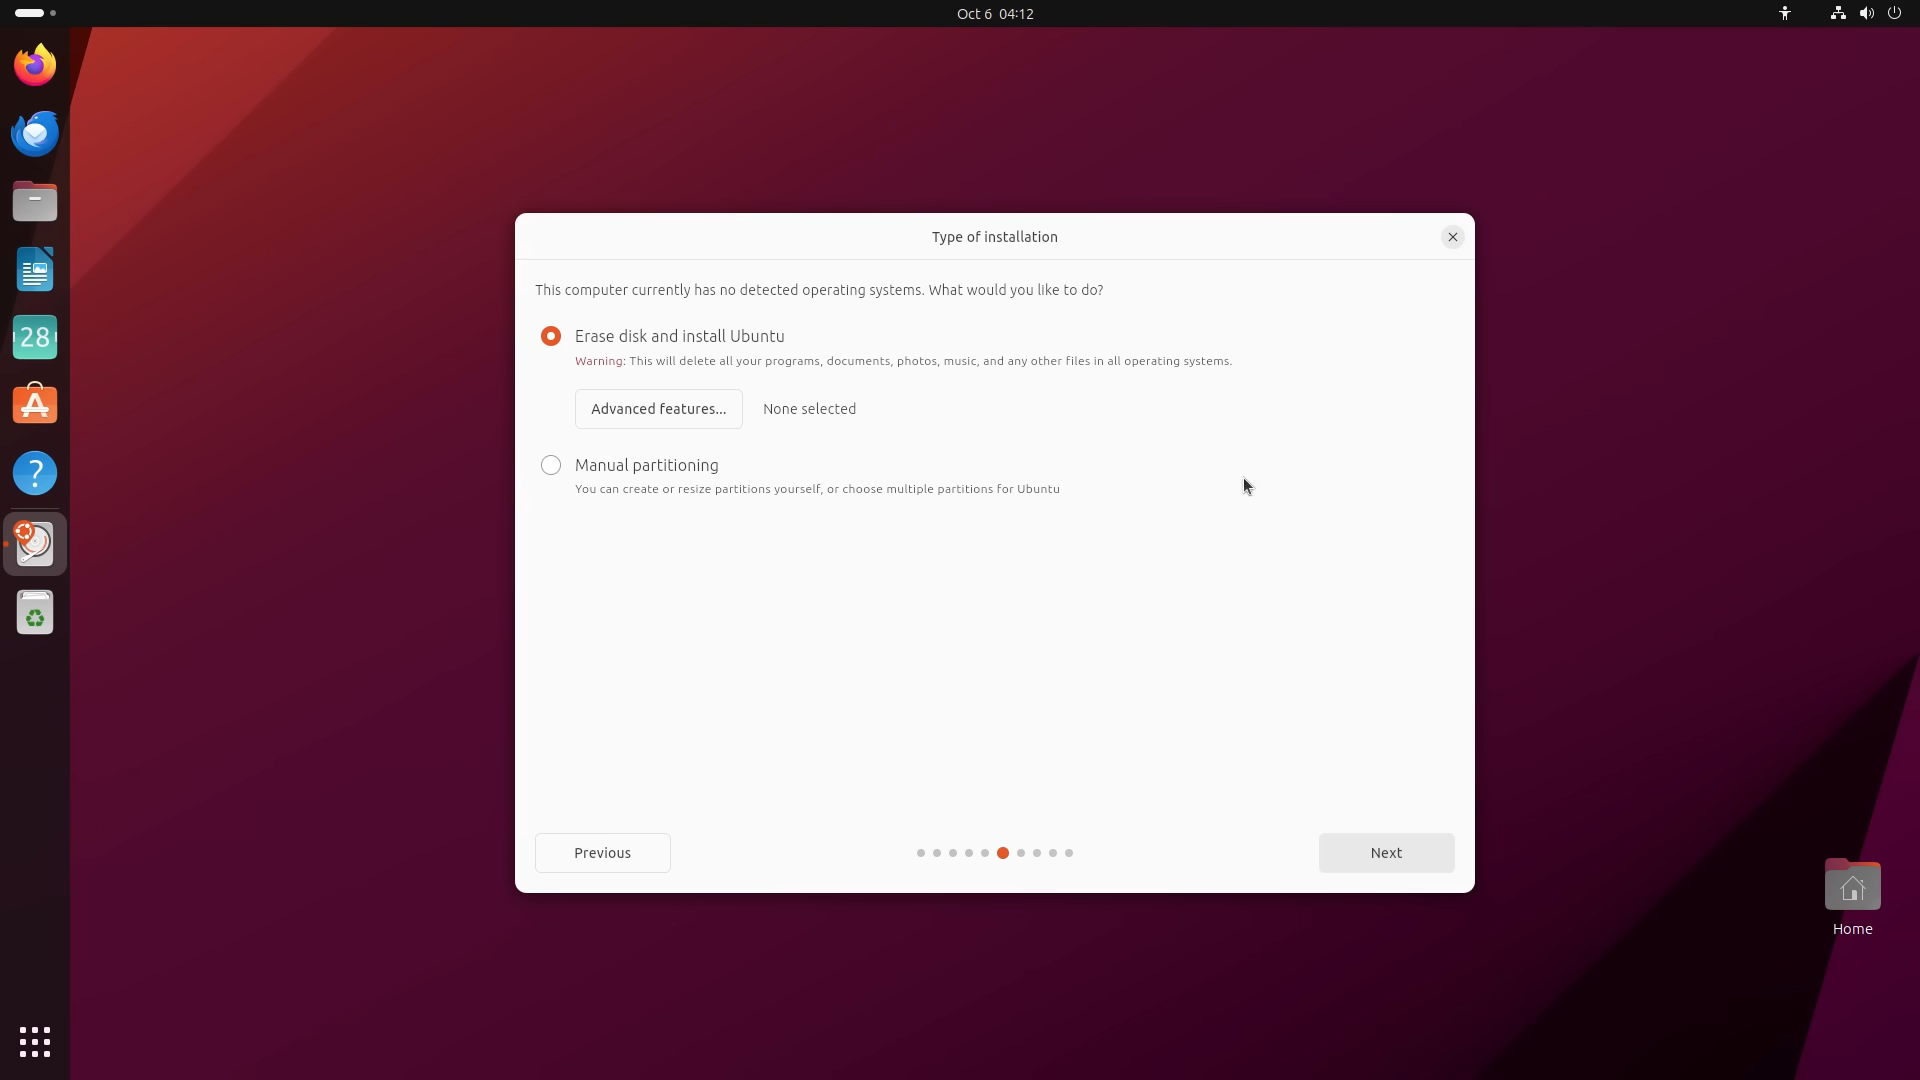 Oct 6 04:12
Type of installation
This computer currently has no detected operating systems. What would you like to do?
Erase disk and install Ubuntu
Warning: This will delete all your programs, documents, photos, music, and any other files in all operating systems.
Advanced features... None selected
Manual partitioning
You can create or resize partitions yourself, or choose multiple partitions for Ubuntu
Previous
Next
28
?
Home